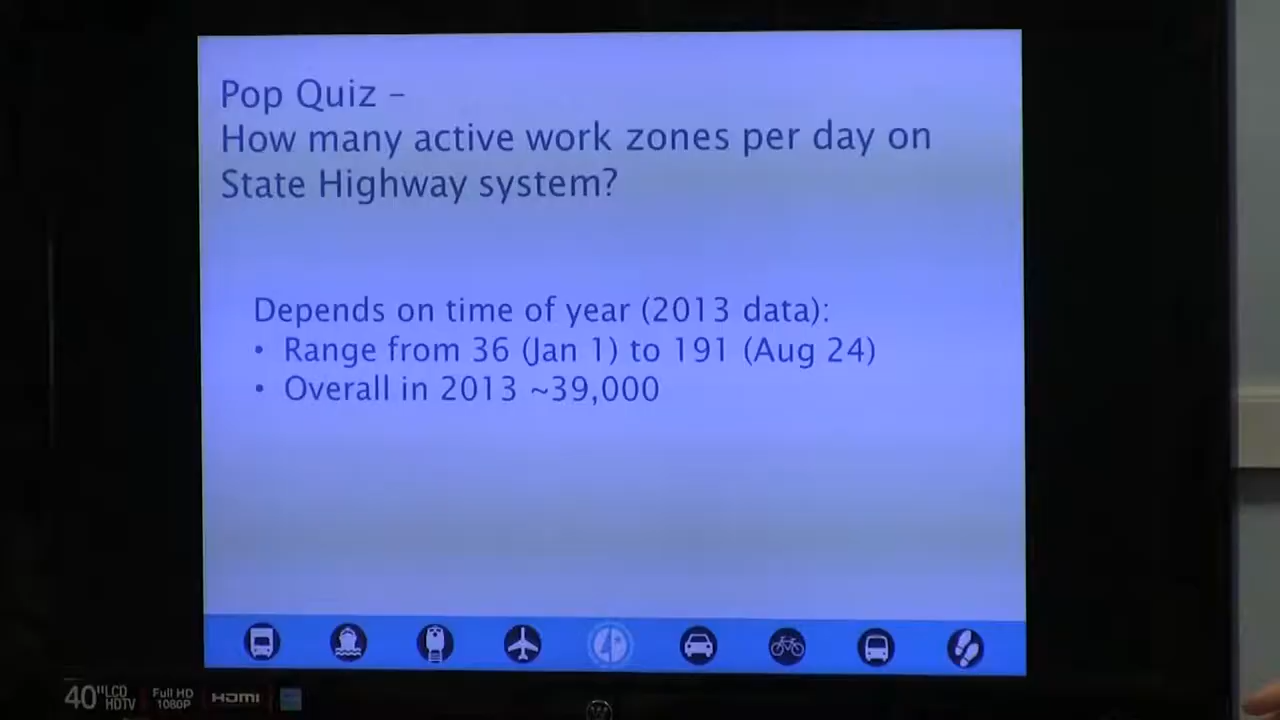 Pop Quiz –
How many active work zones per day on
State Highway system?
Depends on time of year (2013 data):
• Range from 36 (Jan 1) to 191 (Aug 24)
• Overall in 2013 ~39,000
40" LCD HDTV Full HD 1080P HDMI